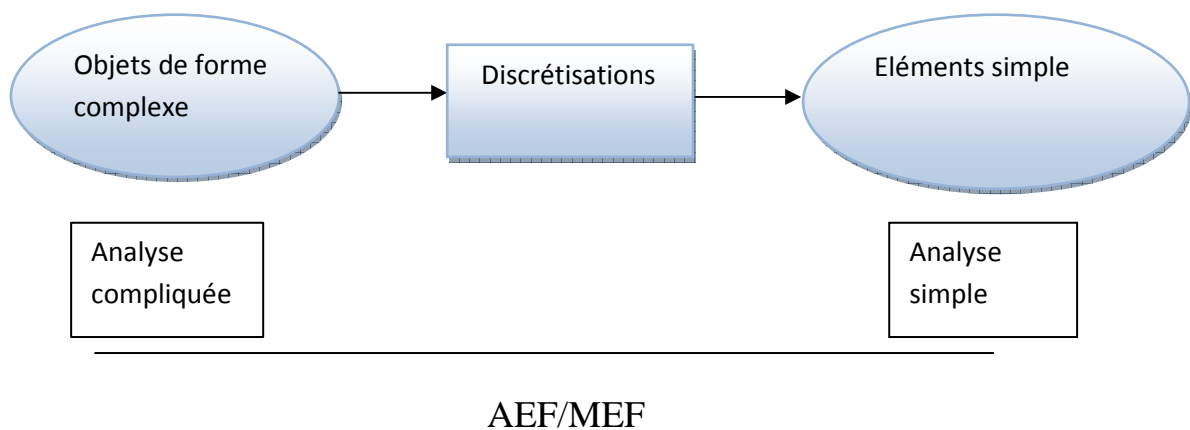 Objets de forme
complexe
Discrétisations
Eléments simple
Analyse
compliquée
Analyse
simple
AEF/MEF